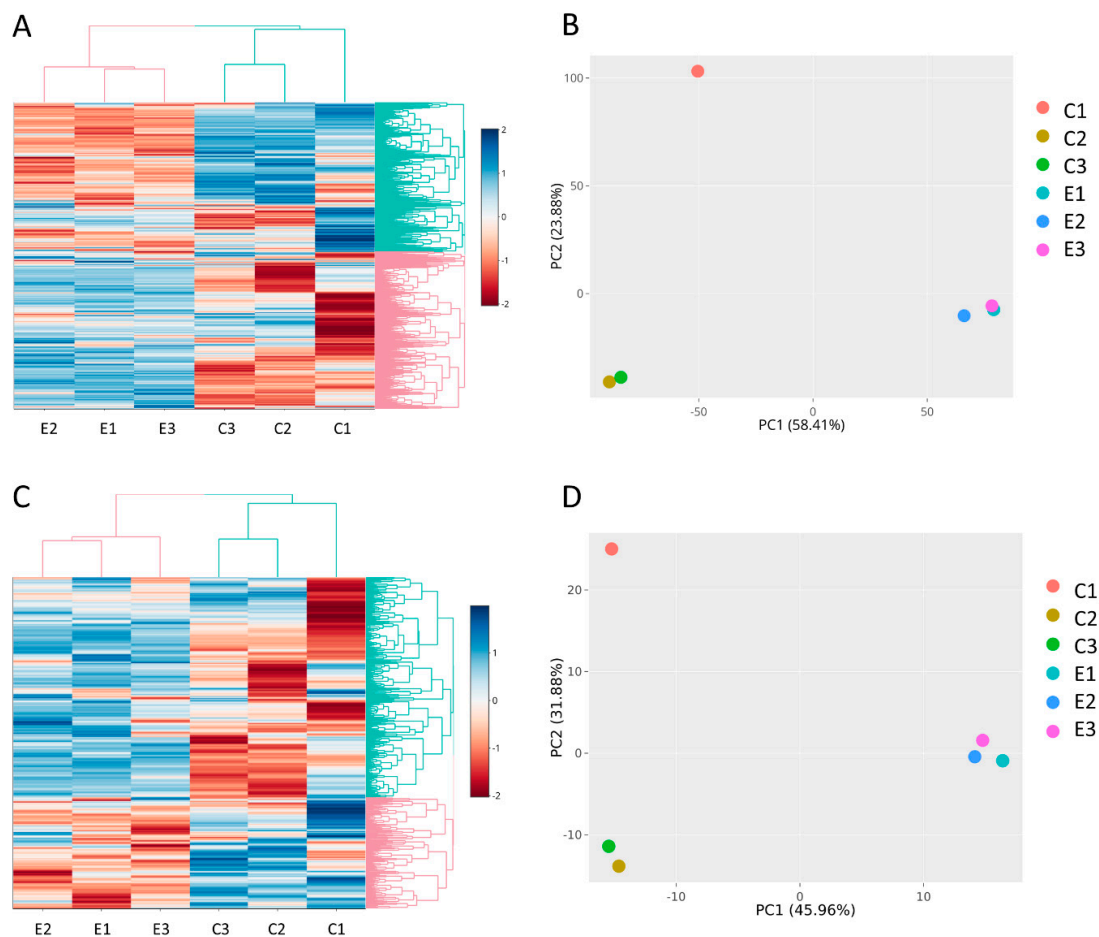 A
2
1
0
-1
-2
E2 E1 E3 C3 C2 C1
B
100
50
0
PC2 (23.88%)
-50 0 50
PC1 (58.41%)
C1
C2
C3
E1
E2
E3
C
1
0
-1
-2
E2 E1 E3 C3 C2 C1
D
20
10
0
-10
PC2 (31.88%)
-10 0 10
PC1 (45.96%)
C1
C2
C3
E1
E2
E3